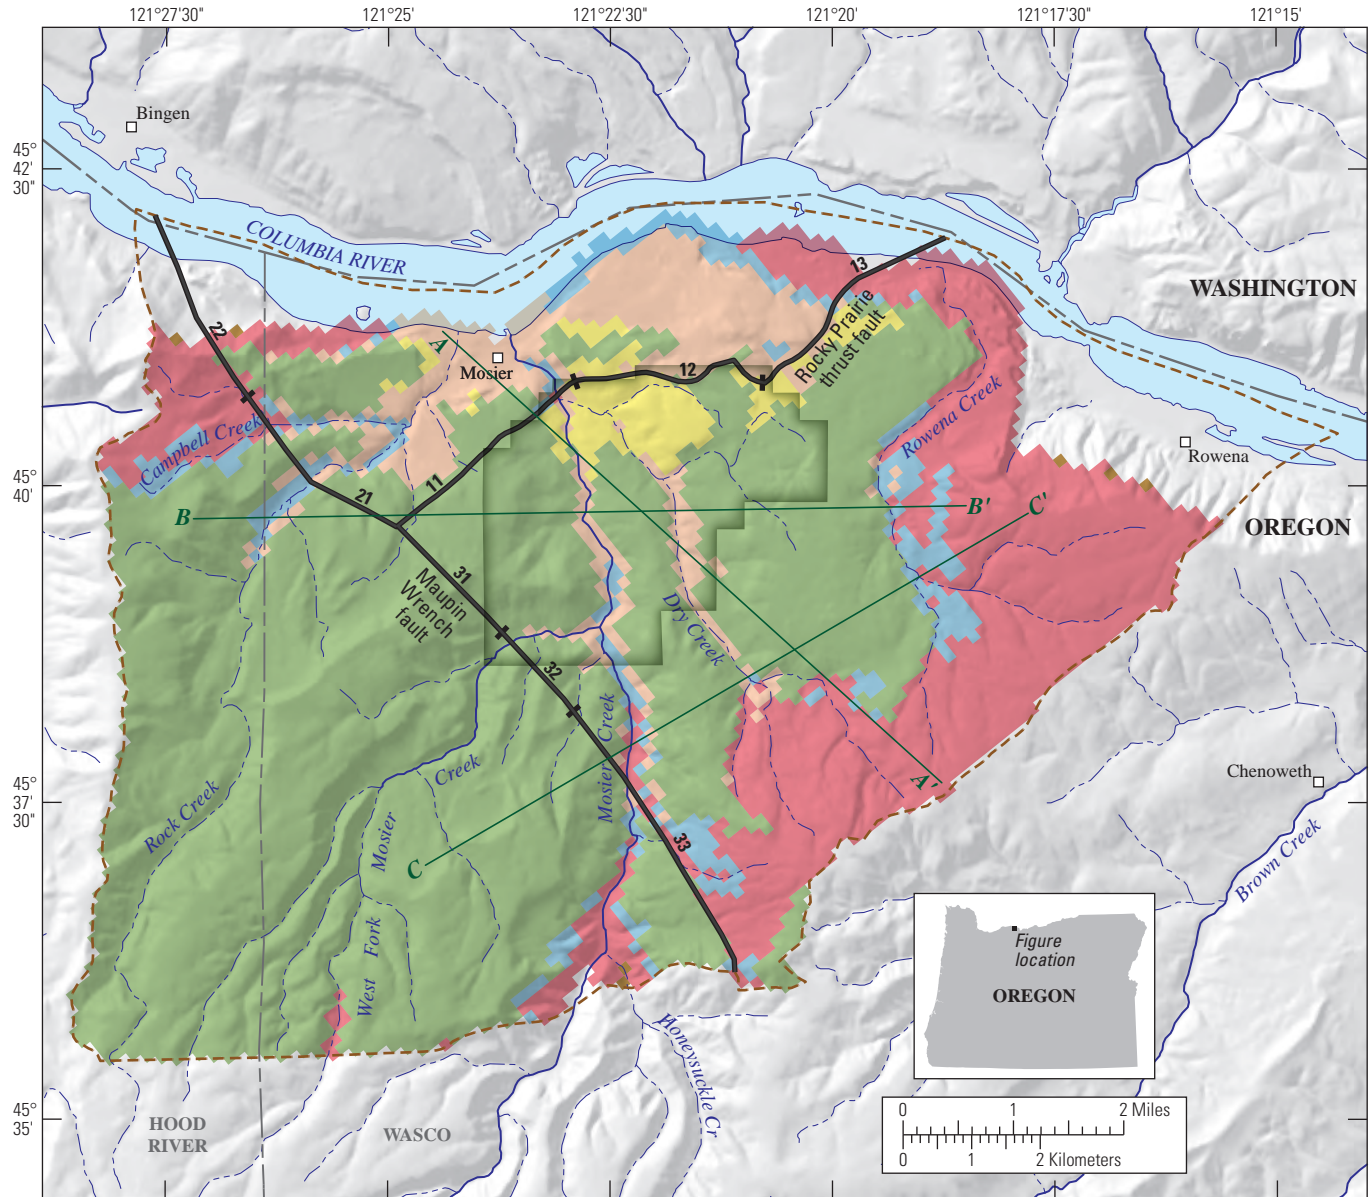 121°27'30"
121°25'
121°22'30"
121°20'
121°17'30"
121°15'
45°
42'
30"
Bingen
COLUMBIA RIVER
WASHINGTON
22
13
A
Mosier
12
Rocky Prairie
thrust fault
Campbell Creek
Rowena Creek
Rowena
45°
40'
21
11
B
B'
C'
OREGON
31
Maupin
Wrench
fault
Dry Creek
32
Mosier Creek
Creek
A'
Chenoweth
45°
37'
30"
Rock Creek
Mosier
33
C
Brown Creek
West Fork
Figure
location
OREGON
Honeysuckle Cr
45°
35'
HOOD
RIVER
WASCO
0 1 2 Miles
0 1 2 Kilometers